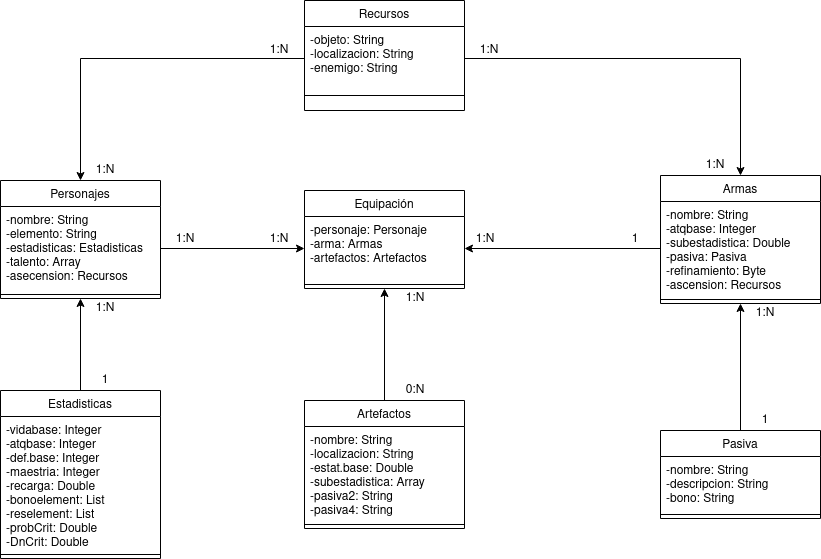 Recursos
-objeto: String
-localizacion: String
-enemigo: String
1:N
1:N
1:N
1:N
Personajes
-nombre: String
-elemento: String
-estadisticas: Estadisticas
-talento: Array
-asecension: Recursos
1:N
1:N
Equipación
-personaje: Personaje
-arma: Armas
-artefactos: Artefactos
1:N
1
Armas
-nombre: String
-atqbase: Integer
-subestadistica: Double
-pasiva: Pasiva
-refinamiento: Byte
-ascension: Recursos
1:N
1:N
1:N
1
0:N
1
Estadisticas
-vidabase: Integer
-atqbase: Integer
-def.base: Integer
-maestria: Integer
-recarga: Double
-bonoelement: List
-reselement: List
-probCrit: Double
-DnCrit: Double
Artefactos
-nombre: String
-localizacion: String
-estat.base: Double
-subestadistica: Array
-pasiva2: String
-pasiva4: String
Pasiva
-nombre: String
-descripcion: String
-bono: String